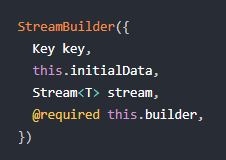 StreamBuilder({
Key key,
this.initialData,
Stream<T> stream,
@required this.builder,
})